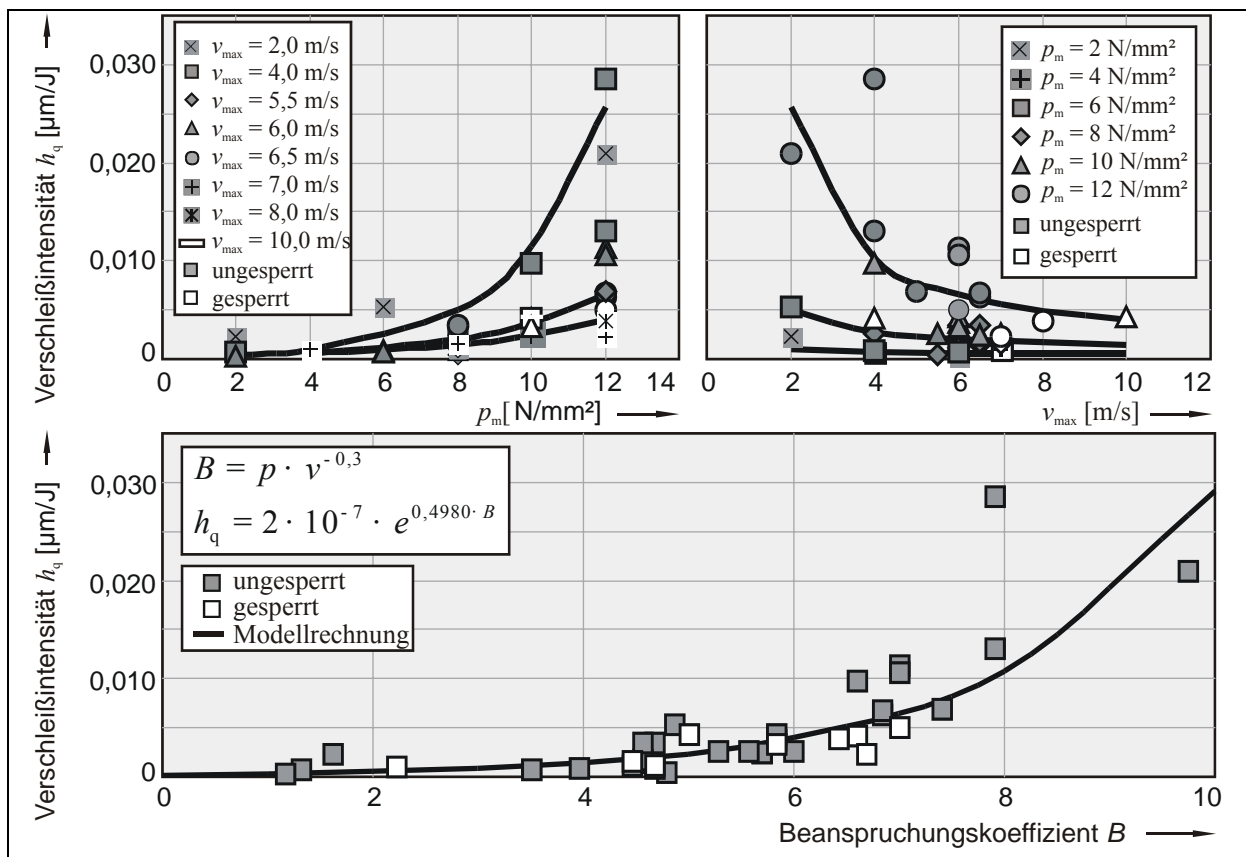 Verschleißintensität h_q [µm/J]
0,030
0,020
0,010
0
v_max = 2,0 m/s
v_max = 4,0 m/s
v_max = 5,5 m/s
v_max = 6,0 m/s
v_max = 6,5 m/s
v_max = 7,0 m/s
v_max = 8,0 m/s
v_max = 10,0 m/s
ungesperrt
gesperrt
0 2 4 6 8 10 12 14
p_m[ N/mm²]
p_m = 2 N/mm²
p_m = 4 N/mm²
p_m = 6 N/mm²
p_m = 8 N/mm²
p_m = 10 N/mm²
p_m = 12 N/mm²
ungesperrt
gesperrt
0 2 4 6 8 10 12
v_max [m/s]
Verschleißintensität h_q [µm/J]
0,030
0,020
0,010
0
B = p · v^-0,3
h_q = 2 · 10^-7 · e^0,4980· B
ungesperrt
gesperrt
Modellrechnung
0 2 4 6 8 10
Beanspruchungskoeffizient B